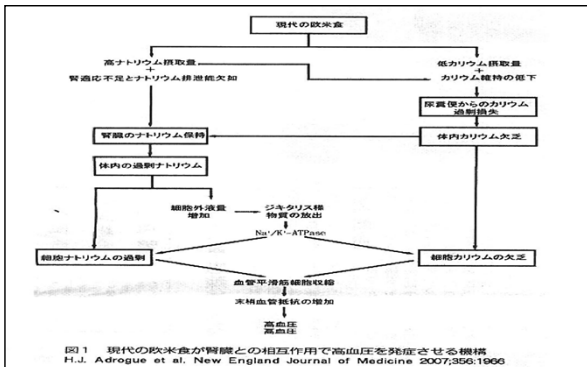 現代の欧米食
高ナトリウム摂取量
+
腎適応不足とナトリウム排泄能欠如
低カリウム摂取量
+
カリウム維持の低下
尿糞便からのカリウム
過剰損失
腎臓のナトリウム保持
体内カリウム欠乏
体内の過剰ナトリウム
細胞外液量
増加
ジキタリス様
物質の放出
Na⁺/K⁺-ATPase
細胞ナトリウムの過剰
細胞カリウムの欠乏
血管平滑筋細胞収縮
末梢血管抵抗の増加
高血圧
高血圧
図1 現代の欧米食が腎臓との相互作用で高血圧を発症させる機構
H.J. Adrogue et al. New England Journal of Medicine 2007;356:1966